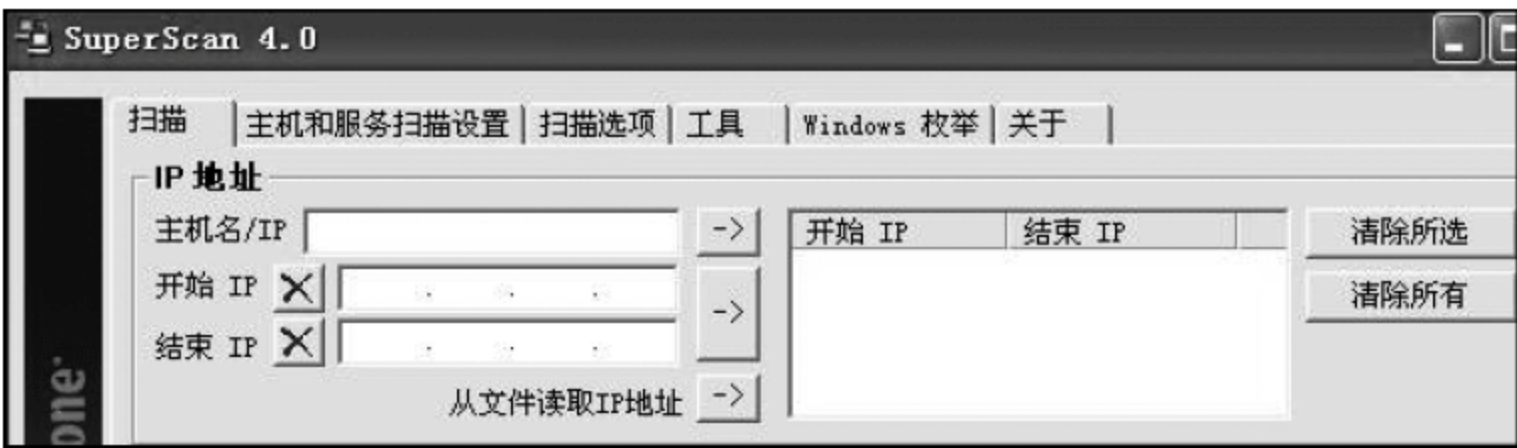 SuperScan 4.0
扫描 主机和服务扫描设置 扫描选项 工具 Windows 枚举 关于
IP 地址
主机名/IP -> 开始 IP 结束 IP 清除所选
开始 IP -> 清除所有
结束 IP
从文件读取IP地址 ->
one